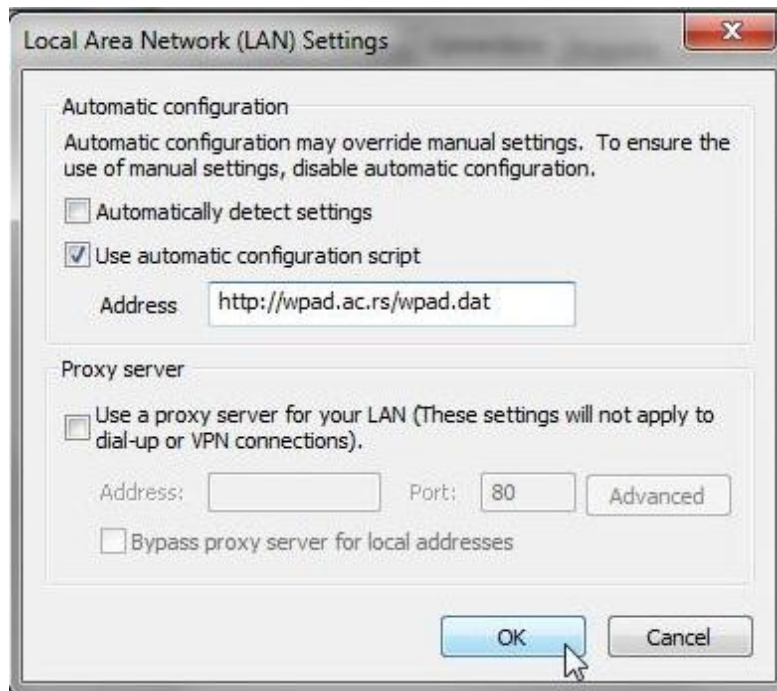 Local Area Network (LAN) Settings
Automatic configuration
Automatic configuration may override manual settings. To ensure the
use of manual settings, disable automatic configuration.
Automatically detect settings
Use automatic configuration script
Address http://wpad.ac.rs/wpad.dat
Proxy server
Use a proxy server for your LAN (These settings will not apply to
dial-up or VPN connections).
Address: Port: 80 Advanced
Bypass proxy server for local addresses
OK Cancel